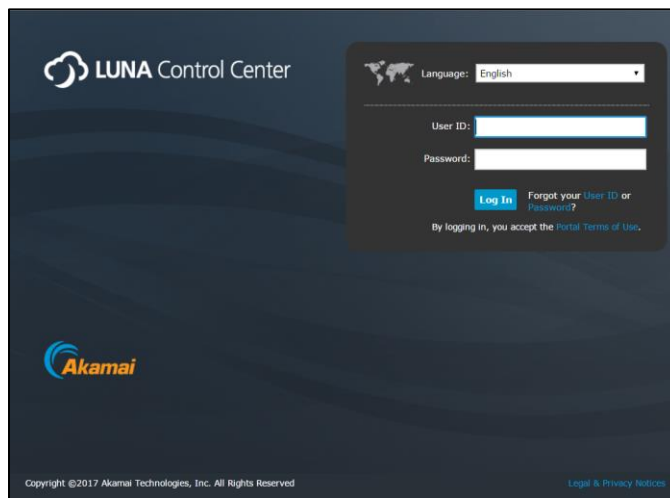 LUNA Control Center
Language: English
User ID:
Password:
Log In Forgot your User ID or
Password?
By logging in, you accept the Portal Terms of Use.
Akamai
Copyright ©2017 Akamai Technologies, Inc. All Rights Reserved
Legal & Privacy Notices